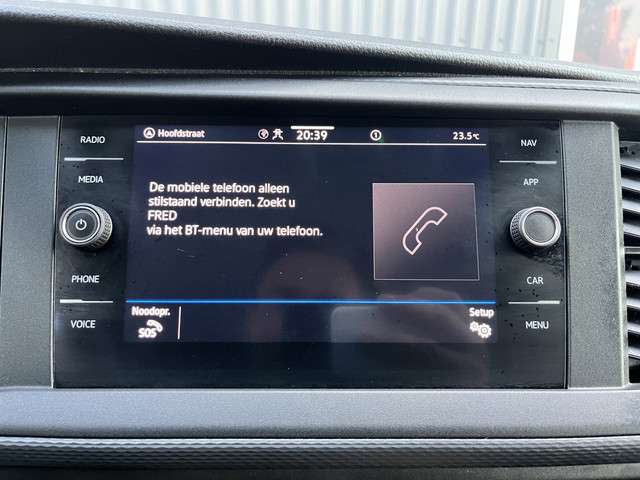 RADIO
MEDIA
PHONE
VOICE
Hoofdstraat
20:39
1
23.5°C
De mobiele telefoon alleen
stilstaand verbinden. Zoekt u
FRED
via het BT-menu van uw telefoon.
Noodopr.
SOS
Setup
NAV
APP
CAR
MENU